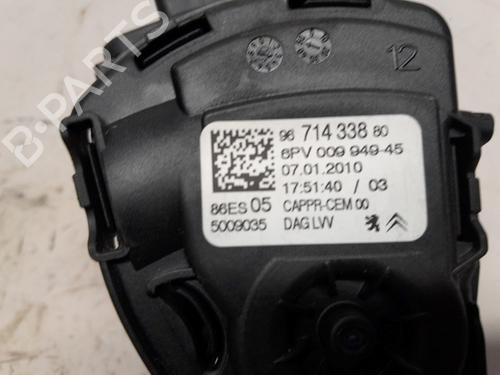 12
96 714 338 80
6PV 009 949-45
07.01.2010
17:51:40 / 03
86ES 05 CAPPR-CEM 00
5009035 DAG LVV
B-PARTS